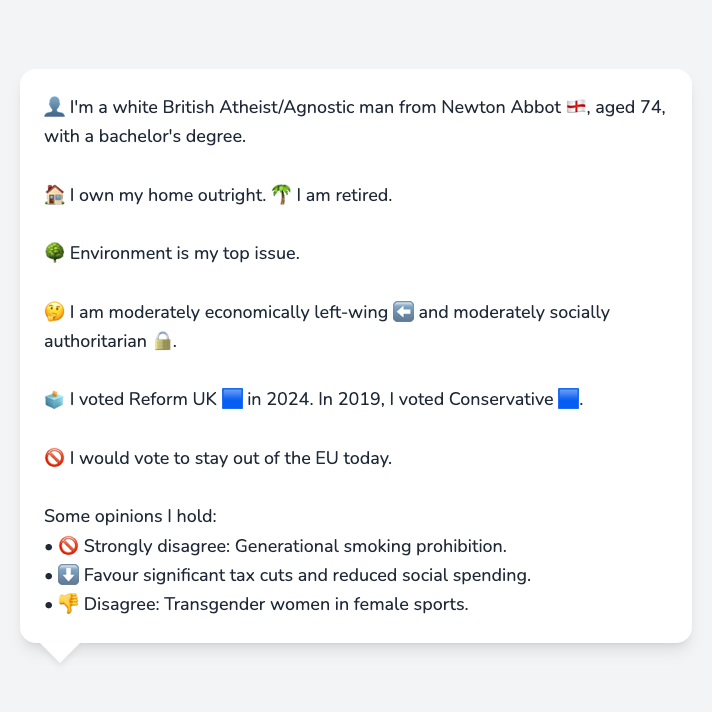 👤 I'm a white British Atheist/Agnostic man from Newton Abbot 🏴󠁧󠁢󠁥󠁮󠁧󠁿, aged 74,
with a bachelor's degree.
🏠 I own my home outright. 🌴 I am retired.
🌳 Environment is my top issue.
🤔 I am moderately economically left-wing ⬅️ and moderately socially
authoritarian 🔒.
🗳️ I voted Reform UK 🟦 in 2024. In 2019, I voted Conservative 🟦.
🚫 I would vote to stay out of the EU today.
Some opinions I hold:
• 🚫 Strongly disagree: Generational smoking prohibition.
• ⬇️ Favour significant tax cuts and reduced social spending.
• 👎 Disagree: Transgender women in female sports.